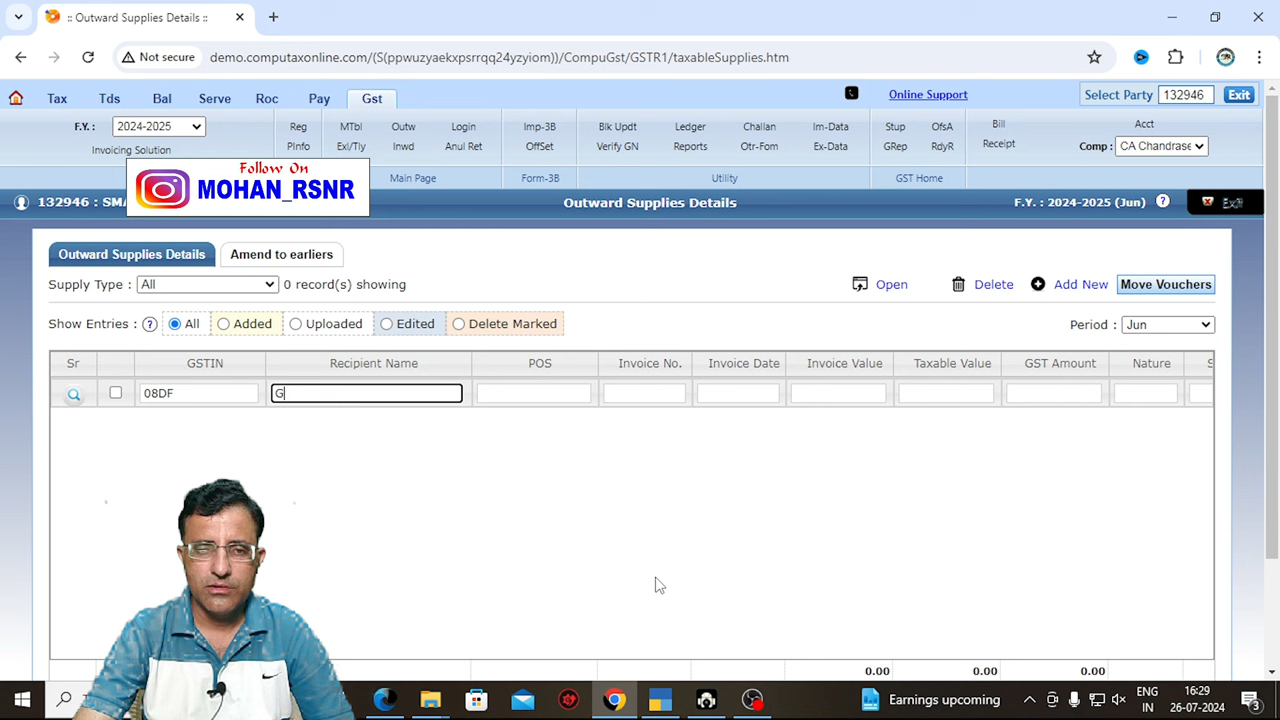 :: Outward Supplies Details ::
Not secure
demo.computaxonline.com/(S(ppwuzyaekxpsrrqq24yzyiom))/CompuGst/GSTR1/taxableSupplies.htm
Tax Tds Bal Serve Roc Pay Gst
Online Support
Select Party 132946 Exit
F.Y. : 2024-2025
Reg MTbl Outw Login Imp-3B Blk Updt Ledger Challan Im-Data Stup OfsA Bill Acct
Invoicing Solution
PInfo Exl/Tly Inwd Anul Ret OffSet Verify GN Reports Otr-Fom Ex-Data GRep RdyR Receipt Comp : CA Chandrase
Main Page Form-3B Utility GST Home
Follow On
MOHAN_RSNR
132946 : SMA
Outward Supplies Details
F.Y. : 2024-2025 (Jun) ? Exit
Outward Supplies Details Amend to earliers
Supply Type : All 0 record(s) showing
Open Delete Add New Move Vouchers
Show Entries : ? All Added Uploaded Edited Delete Marked
Period : Jun
Sr GSTIN Recipient Name POS Invoice No. Invoice Date Invoice Value Taxable Value GST Amount Nature S
08DF G
0.00 0.00 0.00
Earnings upcoming
ENG
IN
16:29
26-07-2024
3